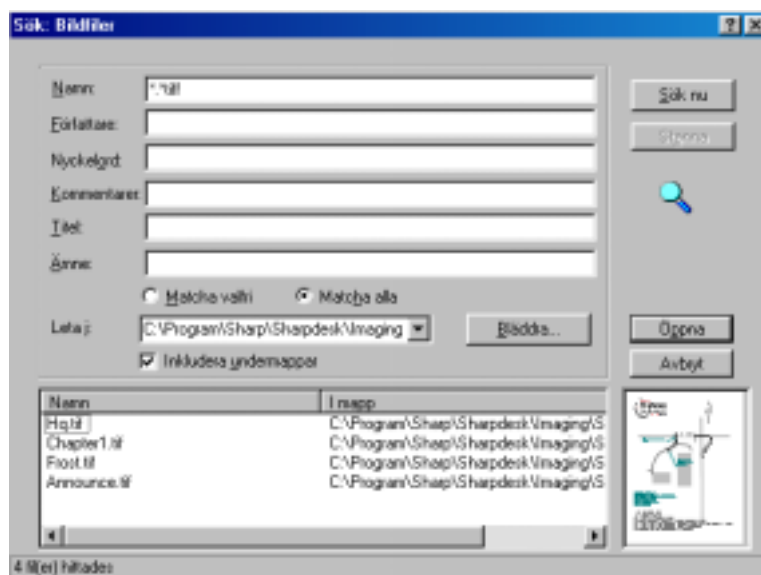 Sök: Bildfiler
Namn: *.*tif
Sök nu
Författare:
Stanna
Nyckelord:
Kommentarer:
Titel:
Ämne:
Matcha valfri Matcha alla
Leta i: C:\Program\Sharp\Sharpdesk\Imaging Bläddra... Öppna
Inkludera undermappar Avbryt
Namn I mapp
Hq.tif C:\Program\Sharp\Sharpdesk\Imaging\S
Chapter1.tif C:\Program\Sharp\Sharpdesk\Imaging\S
Frost.tif C:\Program\Sharp\Sharpdesk\Imaging\S
Announce.tif C:\Program\Sharp\Sharpdesk\Imaging\S
4 fil(er) hittades